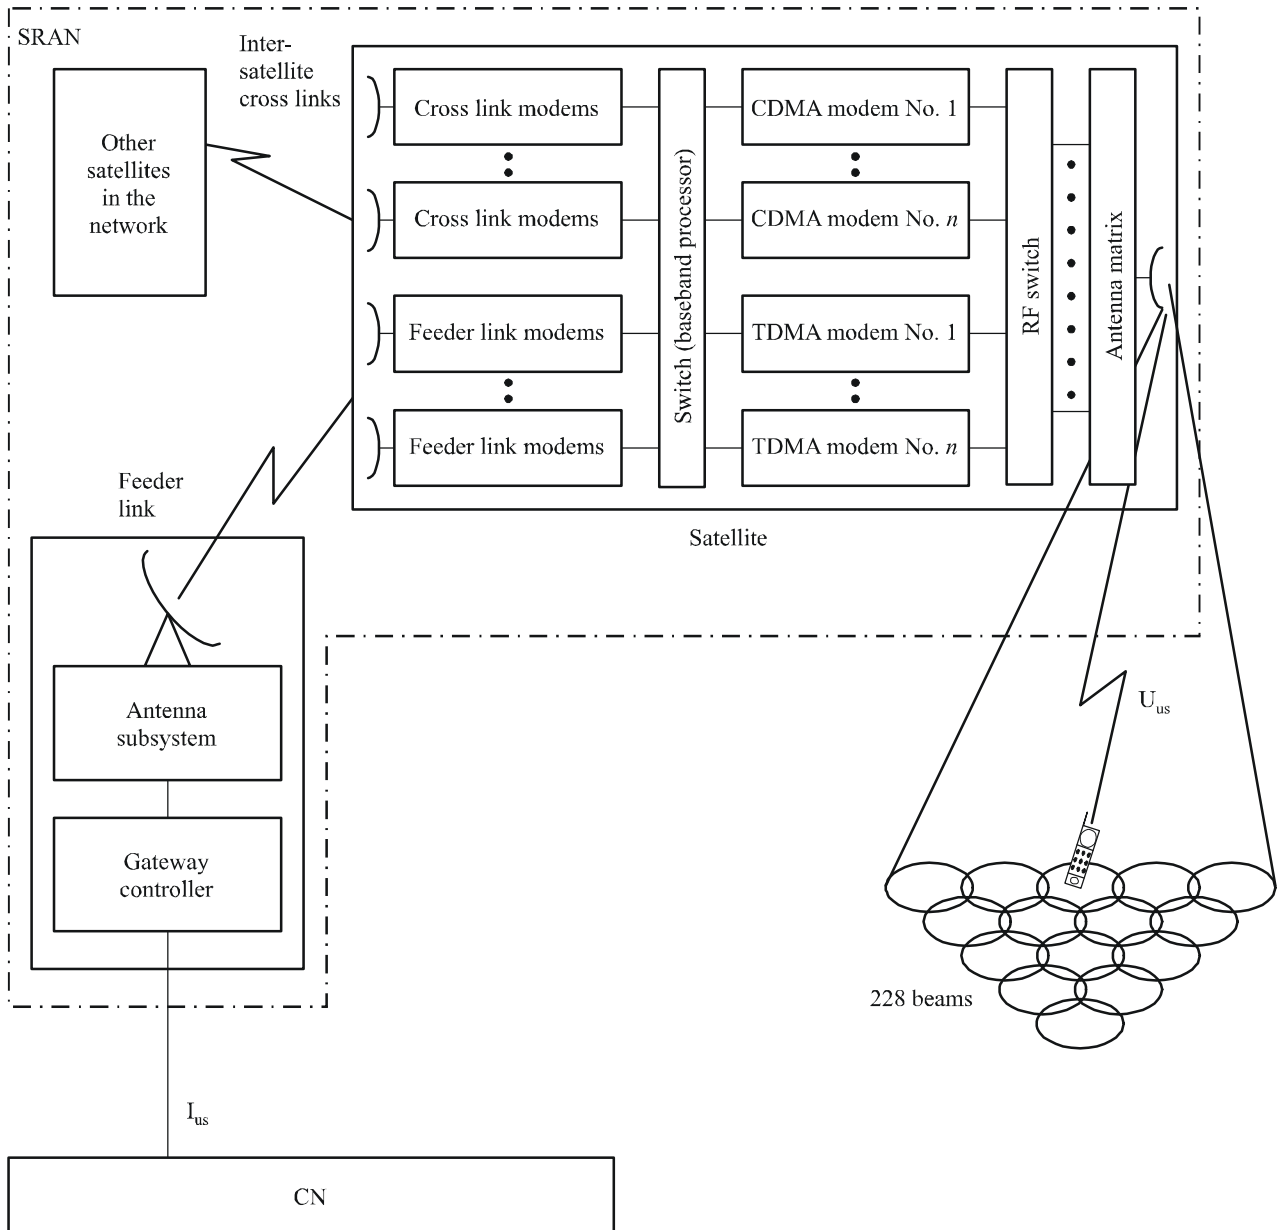 SRAN
Inter-
satellite
cross links
Other
satellites
in the
network
Cross link modems
Cross link modems
Feeder link modems
Feeder link modems
Switch (baseband processor)
CDMA modem No. 1
CDMA modem No. n
TDMA modem No. 1
TDMA modem No. n
RF switch
Antenna matrix
Satellite
Feeder
link
Antenna
subsystem
Gateway
controller
U_us
228 beams
I_us
CN